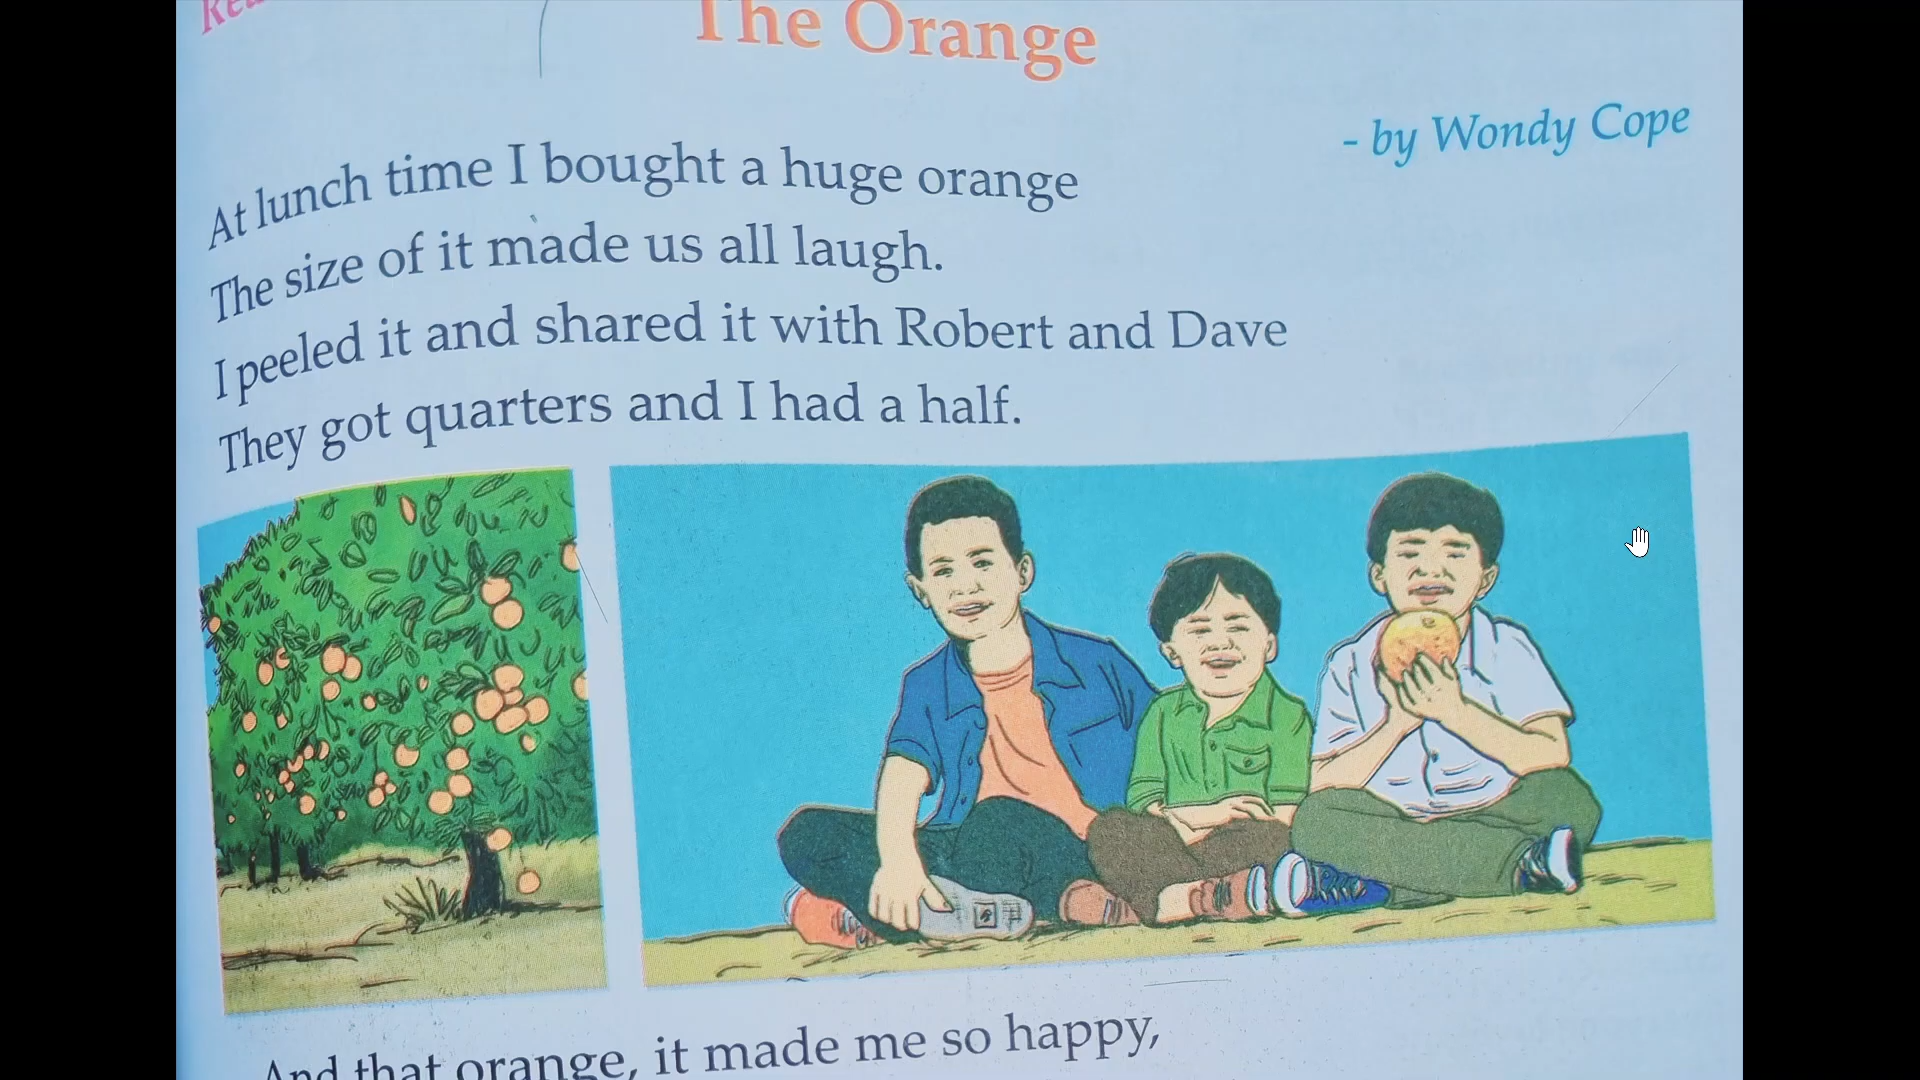 The Orange
- by Wondy Cope
At lunch time I bought a huge orange
The size of it made us all laugh.
I peeled it and shared it with Robert and Dave
They got quarters and I had a half.
And that orange, it made me so happy,